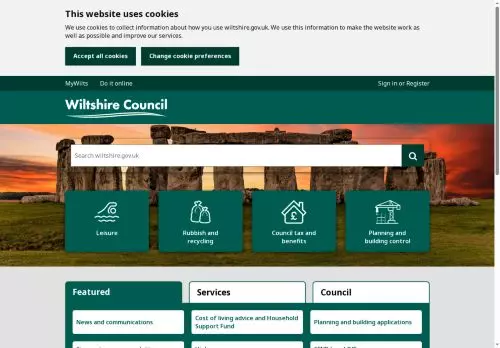 This website uses cookies
We use cookies to collect information about how you use wiltshire.gov.uk. We use this information to make the website work as
well as possible and improve our services.
Accept all cookies
Change cookie preferences
MyWilts
Do it online
Sign in or Register
Wiltshire Council
Search wiltshire.gov.uk
Leisure
Rubbish and
recycling
Council tax and
benefits
Planning and
building control
Featured
Services
Council
News and communications
Cost of living advice and Household
Support Fund
Planning and building applications